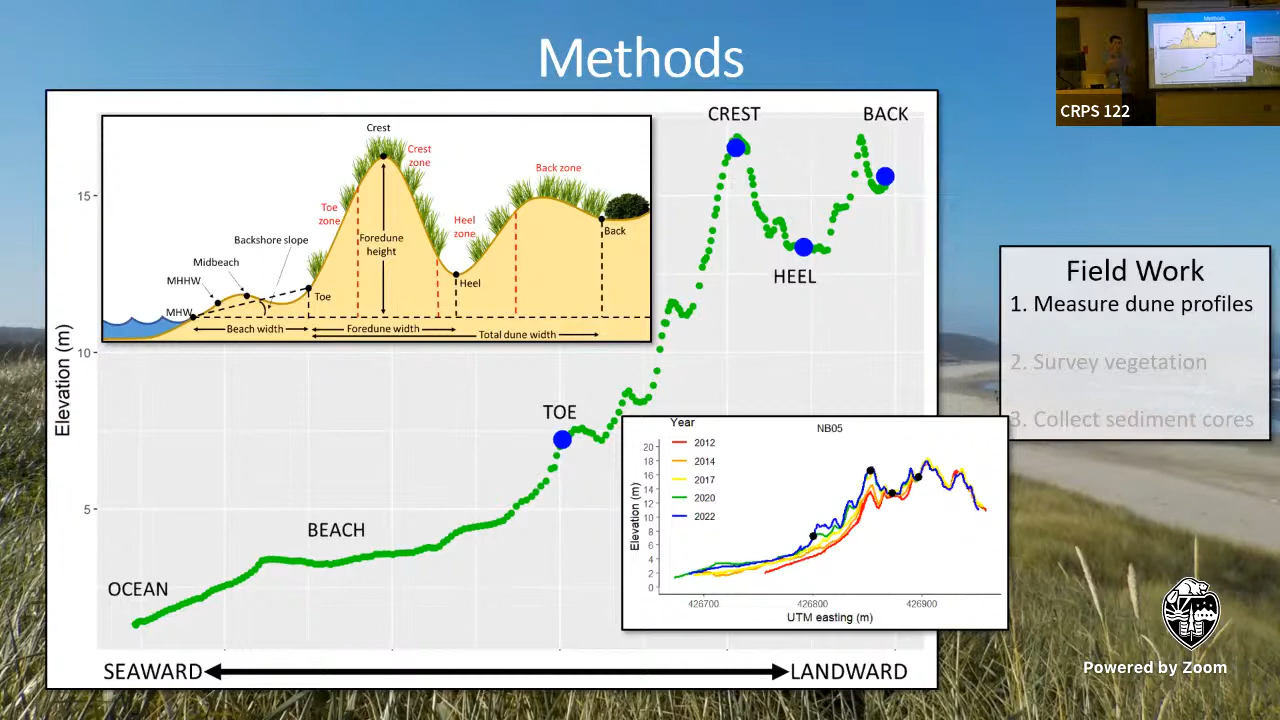 Methods
CRPS 122
CREST
BACK
Crest
Crest
zone
Back zone
Toe
zone
Heel
zone
Backshore slope
Foredune
height
Midbeach
MHHW
MHW
Toe
Heel
Back
Beach width
Foredune width
Total dune width
15
10
5
Elevation (m)
HEEL
TOE
BEACH
OCEAN
SEAWARD
LANDWARD
Field Work
1. Measure dune profiles
2. Survey vegetation
3. Collect sediment cores
Year
NB05
2012
2014
2017
2020
2022
20
18
16
14
12
10
8
6
4
2
0
Elevation (m)
426700
426800
426900
UTM easting (m)
Powered by Zoom